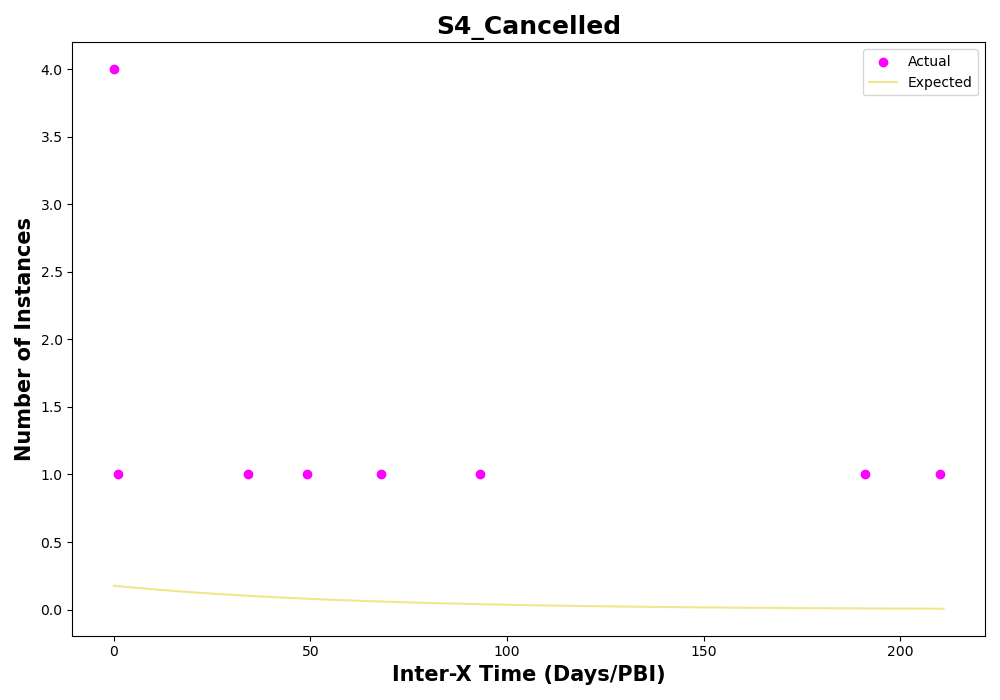 S4_Cancelled
Actual
Expected
4.0
3.5
3.0
2.5
2.0
1.5
1.0
0.5
0.0
Number of Instances
0 50 100 150 200
Inter-X Time (Days/PBI)